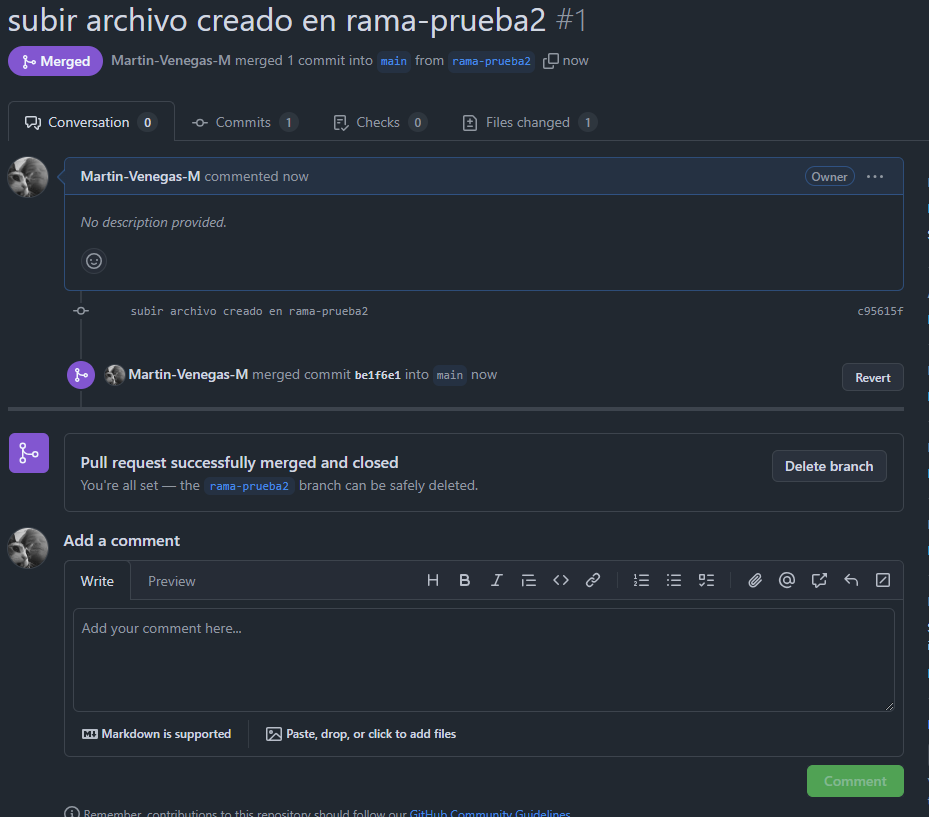 subir archivo creado en rama-prueba2 #1
Merged Martin-Venegas-M merged 1 commit into main from rama-prueba2 now
Conversation 0 Commits 1 Checks 0 Files changed 1
Martin-Venegas-M commented now Owner
No description provided.
subir archivo creado en rama-prueba2 c95615f
Martin-Venegas-M merged commit be1f6e1 into main now Revert
Pull request successfully merged and closed
You're all set — the rama-prueba2 branch can be safely deleted. Delete branch
Add a comment
Write Preview H B I
Add your comment here...
Markdown is supported Paste, drop, or click to add files
Comment
Remember, contributions to this repository should follow our GitHub Community Guidelines.